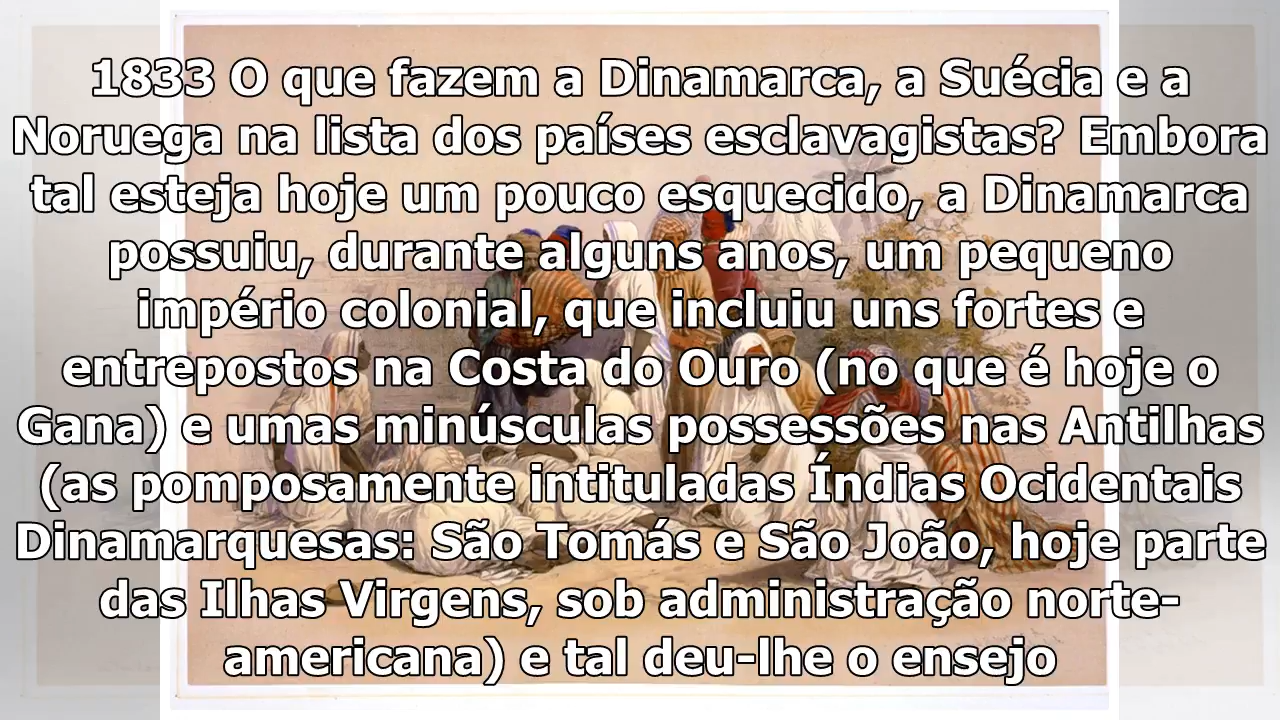 1833 O que fazem a Dinamarca, a Suécia e a
Noruega na lista dos países esclavagistas? Embora
tal esteja hoje um pouco esquecido, a Dinamarca
possuiu, durante alguns anos, um pequeno
império colonial, que incluiu uns fortes e
entrepostos na Costa do Ouro (no que é hoje o
Gana) e umas minúsculas possessões nas Antilhas
(as pomposamente intituladas Índias Ocidentais
Dinamarquesas: São Tomás e São João, hoje parte
das Ilhas Virgens, sob administração norte-
americana) e tal deu-lhe o ensejo